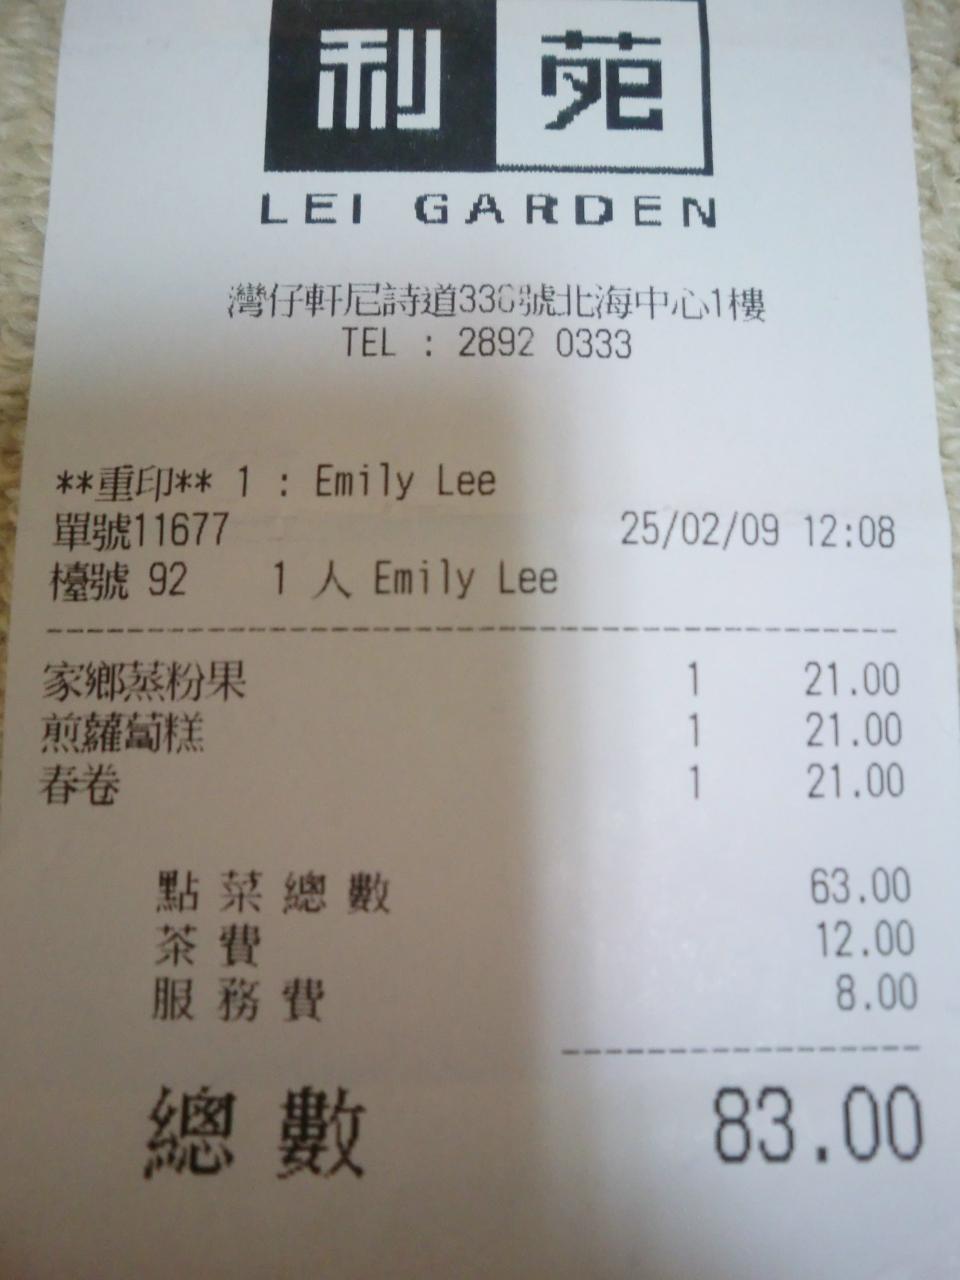 利苑
LEI GARDEN
灣仔軒尼詩道338號北海中心1樓
TEL : 2892 0333
**重印** 1 : Emily Lee
單號11677 25/02/09 12:08
檯號 92 1 人 Emily Lee
家鄉蒸粉果 1 21.00
煎蘿蔔糕 1 21.00
春卷 1 21.00
點菜總數 63.00
茶費 12.00
服務費 8.00
總數 83.00